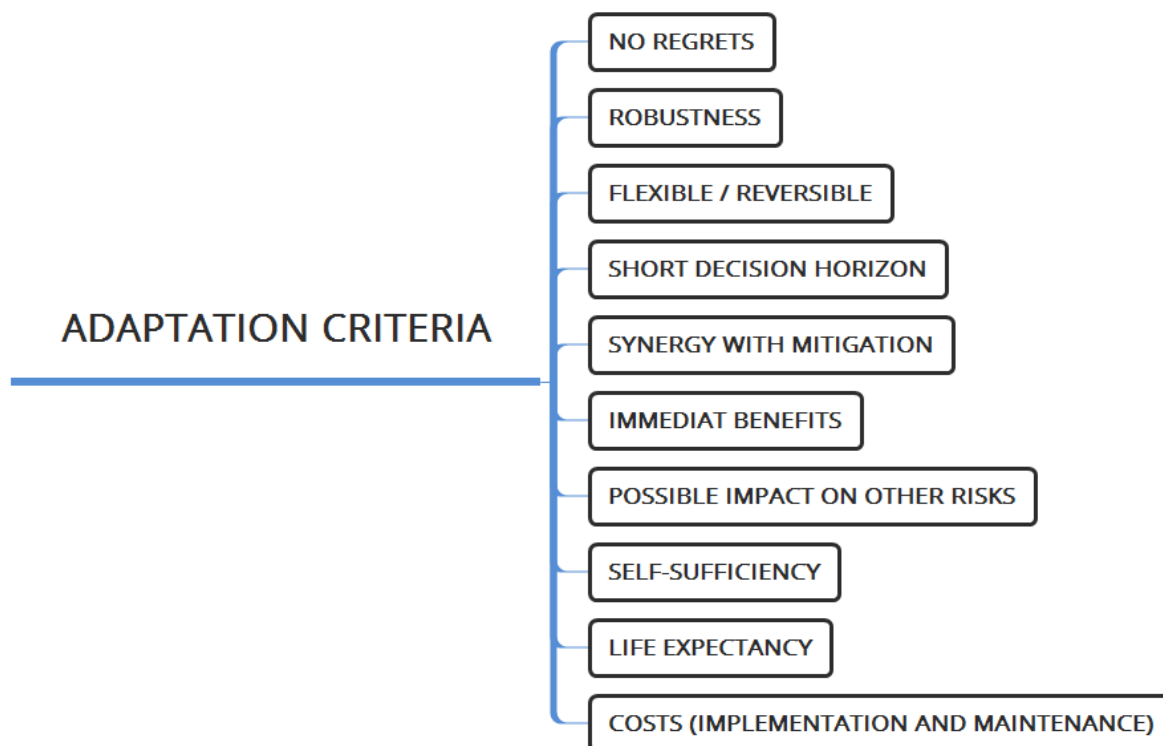 NO REGRETS
ROBUSTNESS
FLEXIBLE / REVERSIBLE
SHORT DECISION HORIZON
ADAPTATION CRITERIA
SYNERGY WITH MITIGATION
IMMEDIAT BENEFITS
POSSIBLE IMPACT ON OTHER RISKS
SELF-SUFFICIENCY
LIFE EXPECTANCY
COSTS (IMPLEMENTATION AND MAINTENANCE)